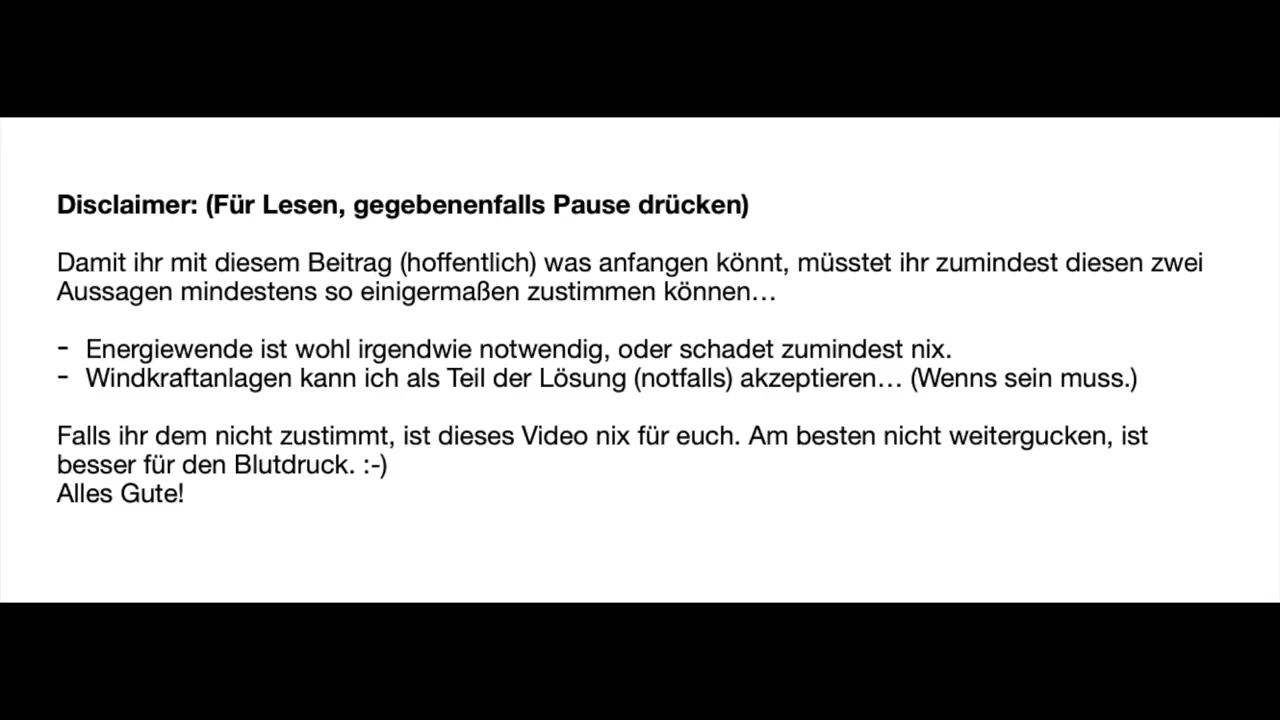 Disclaimer: (Für Lesen, gegebenenfalls Pause drücken)
Damit ihr mit diesem Beitrag (hoffentlich) was anfangen könnt, müsstet ihr zumindest diesen zwei
Aussagen mindestens so einigermaßen zustimmen können…
- Energiewende ist wohl irgendwie notwendig, oder schadet zumindest nix.
- Windkraftanlagen kann ich als Teil der Lösung (notfalls) akzeptieren… (Wenns sein muss.)
Falls ihr dem nicht zustimmt, ist dieses Video nix für euch. Am besten nicht weitergucken, ist
besser für den Blutdruck. :-)
Alles Gute!